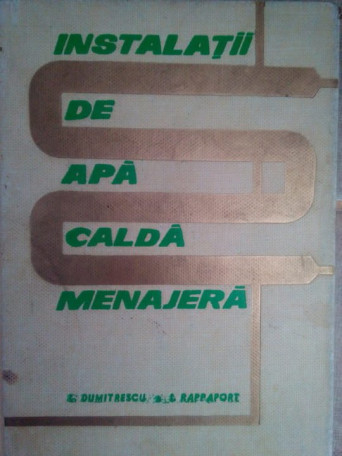 INSTALAȚII
DE
APĂ
CALDĂ
MENAJERĂ
DUMITRESCU RAPPAPORT